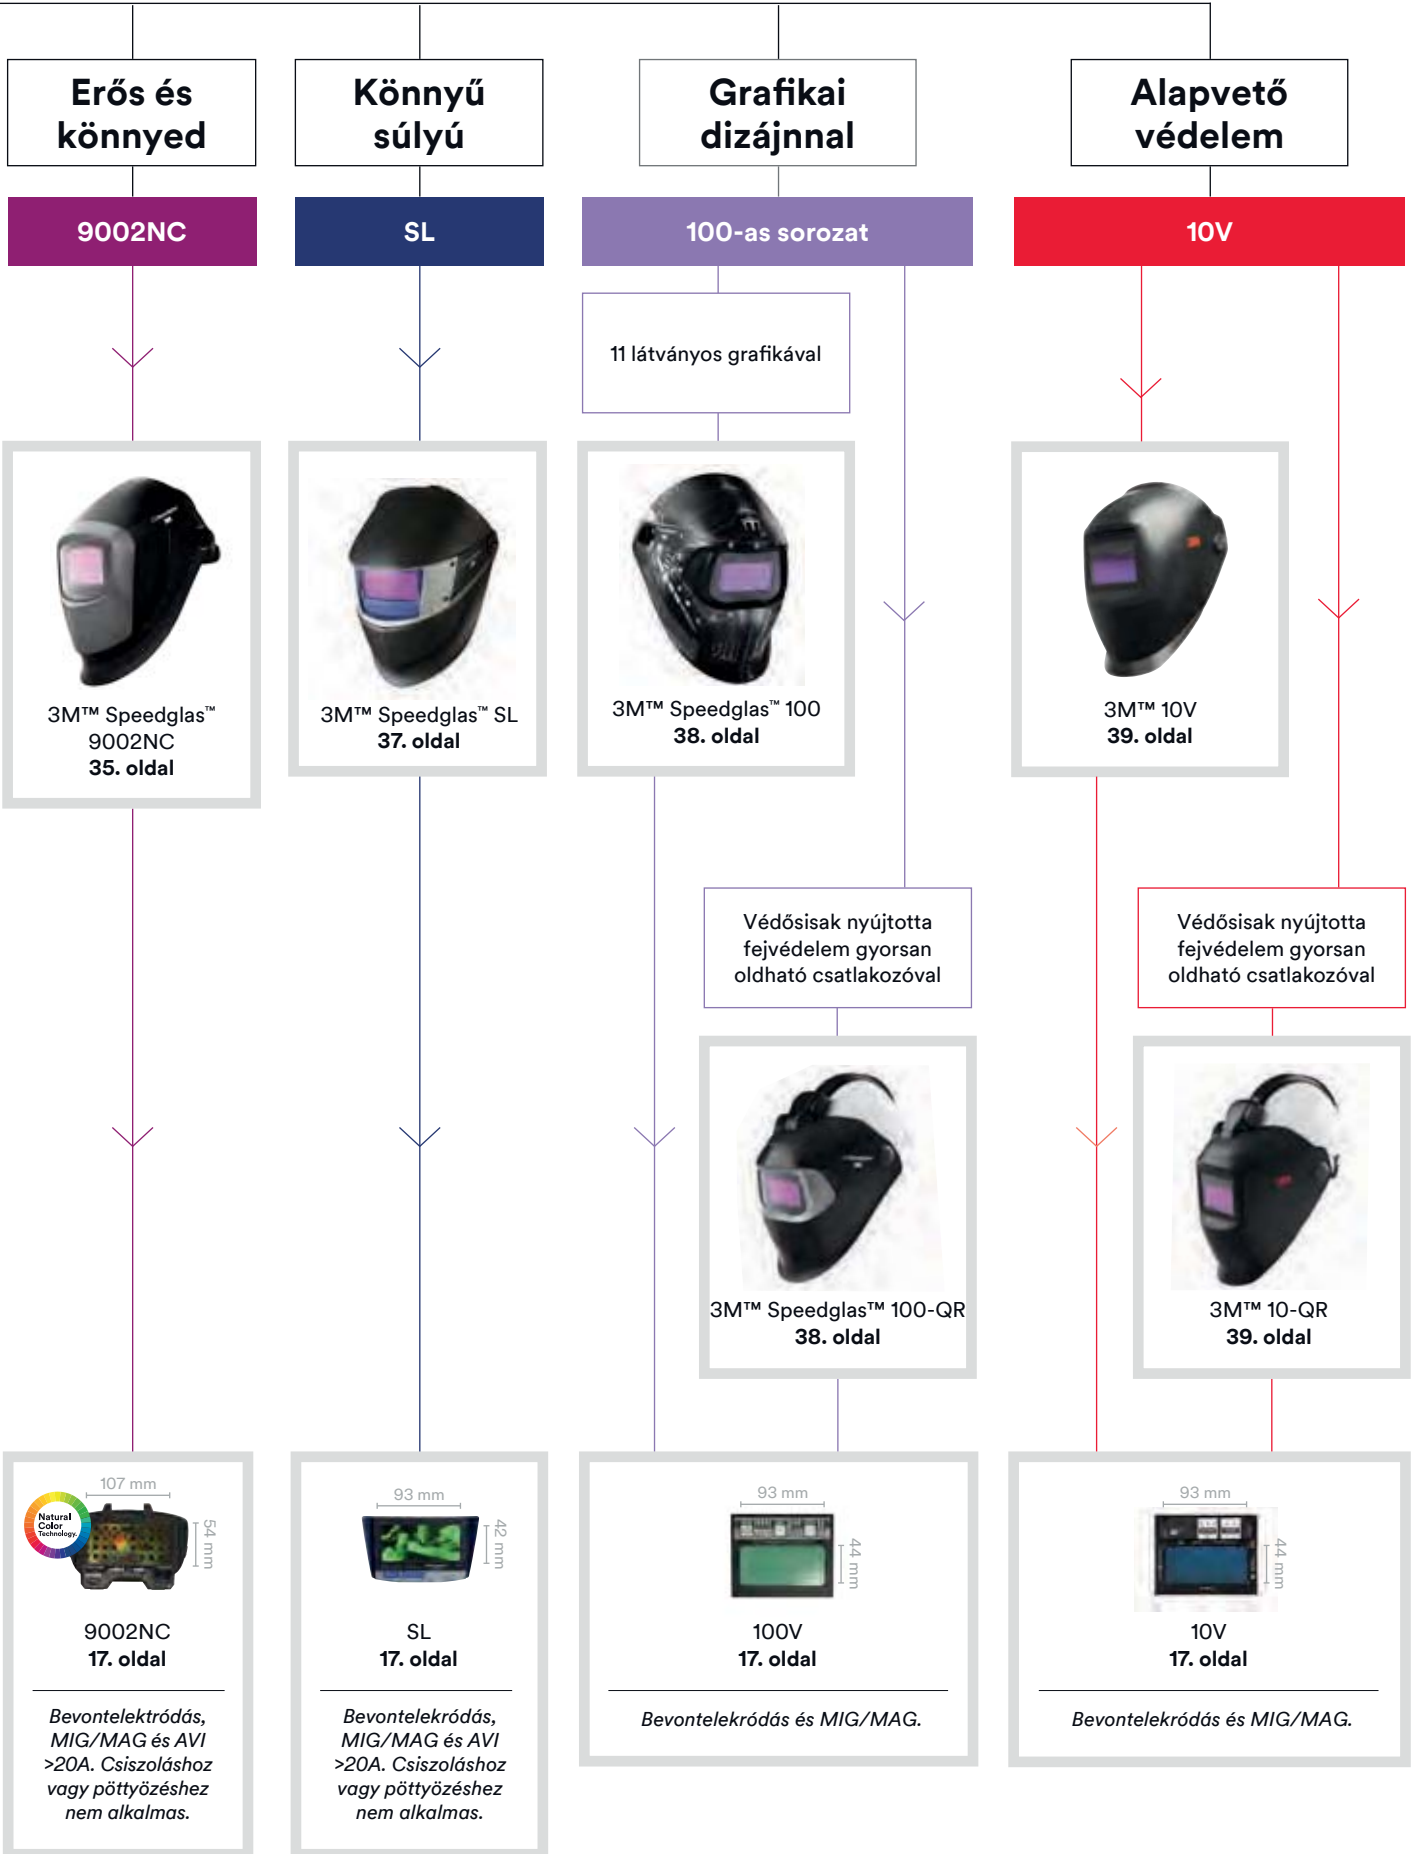 Erős és
könnyed
Könnyű
súlyú
Grafikai
dizájnnal
Alapvető
védelem
9002NC
SL
100-as sorozat
10V
11 látványos grafikával
3M™ Speedglas™
9002NC
35. oldal
3M™ Speedglas™ SL
37. oldal
3M™ Speedglas™ 100
38. oldal
3M™ 10V
39. oldal
Védősisak nyújtotta
fejvédelem gyorsan
oldható csatlakozóval
Védősisak nyújtotta
fejvédelem gyorsan
oldható csatlakozóval
3M™ Speedglas™ 100-QR
38. oldal
3M™ 10-QR
39. oldal
107 mm
54 mm
Natural
Color
Technology.
9002NC
17. oldal
Bevontelektródás,
MIG/MAG és AVI
>20A. Csiszoláshoz
vagy pöttyözéshez
nem alkalmas.
93 mm
42 mm
SL
17. oldal
Bevontelekródás,
MIG/MAG és AVI
>20A. Csiszoláshoz
vagy pöttyözéshez
nem alkalmas.
93 mm
44 mm
100V
17. oldal
Bevontelekródás és MIG/MAG.
93 mm
44 mm
10V
17. oldal
Bevontelekródás és MIG/MAG.